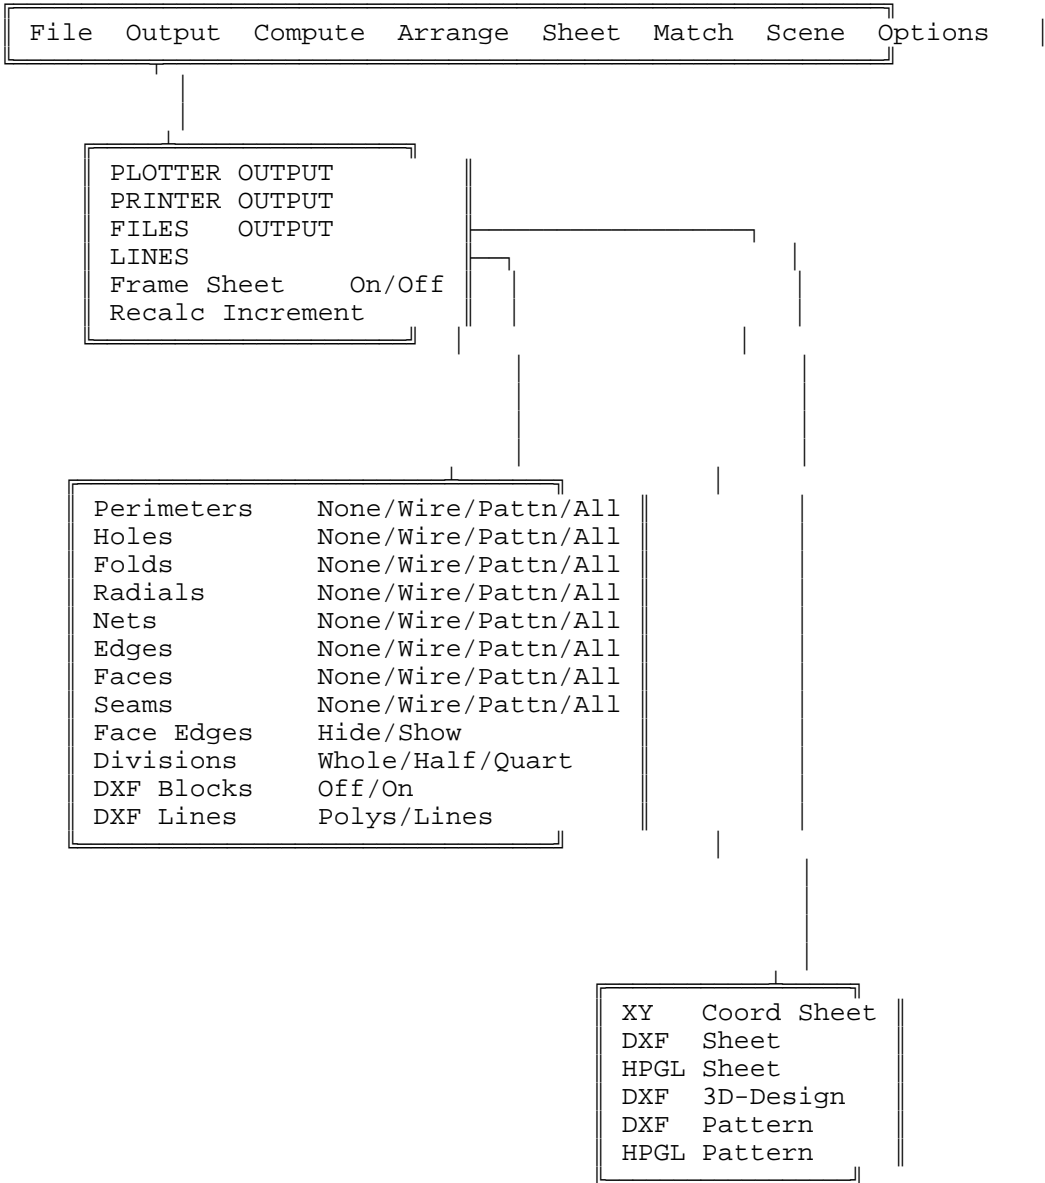 File Output Compute Arrange Sheet Match Scene Options
PLOTTER OUTPUT
PRINTER OUTPUT
FILES OUTPUT
LINES
Frame Sheet On/Off
Recalc Increment
Perimeters None/Wire/Pattn/All
Holes None/Wire/Pattn/All
Folds None/Wire/Pattn/All
Radials None/Wire/Pattn/All
Nets None/Wire/Pattn/All
Edges None/Wire/Pattn/All
Faces None/Wire/Pattn/All
Seams None/Wire/Pattn/All
Face Edges Hide/Show
Divisions Whole/Half/Quart
DXF Blocks Off/On
DXF Lines Polys/Lines
XY Coord Sheet
DXF Sheet
HPGL Sheet
DXF 3D-Design
DXF Pattern
HPGL Pattern